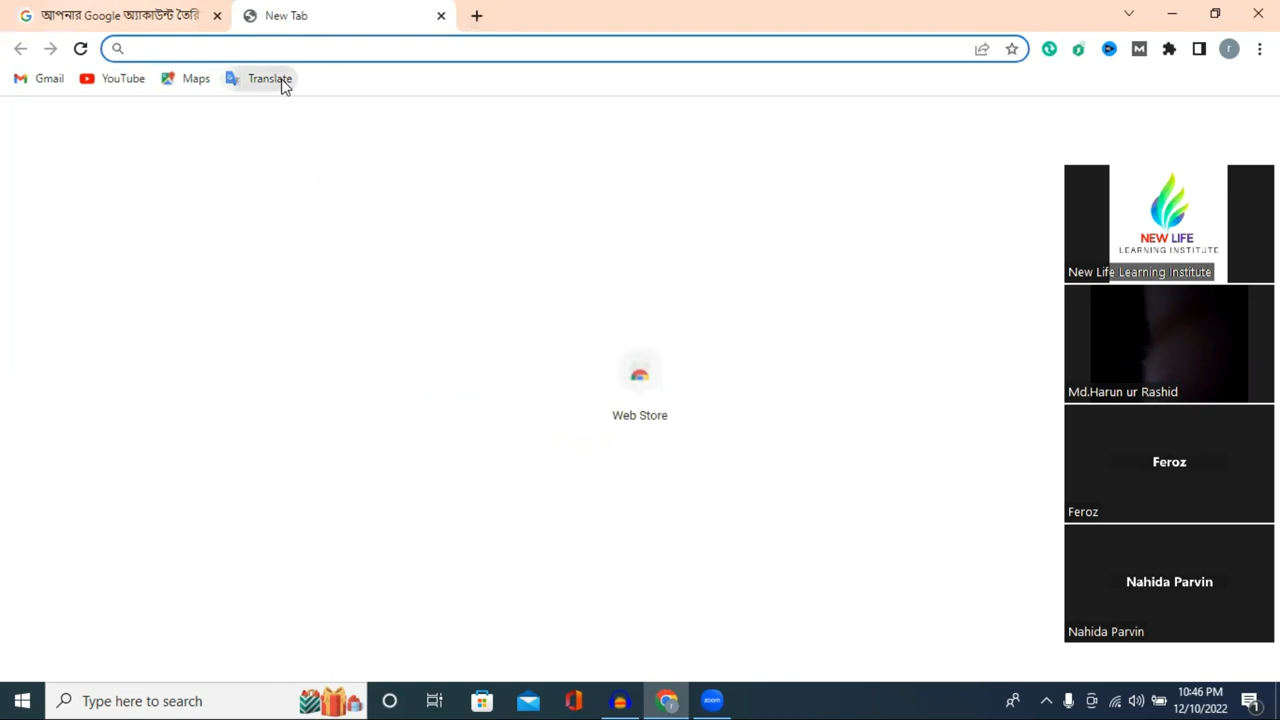 আপনার Google অ্যাকাউন্ট তৈরি
New Tab
Gmail
YouTube
Maps
Translate
Web Store
NEW LIFE
LEARNING INSTITUTE
New Life Learning Institute
Md.Harun ur Rashid
Feroz
Feroz
Nahida Parvin
Nahida Parvin
Type here to search
zoom
10:46 PM
12/10/2022